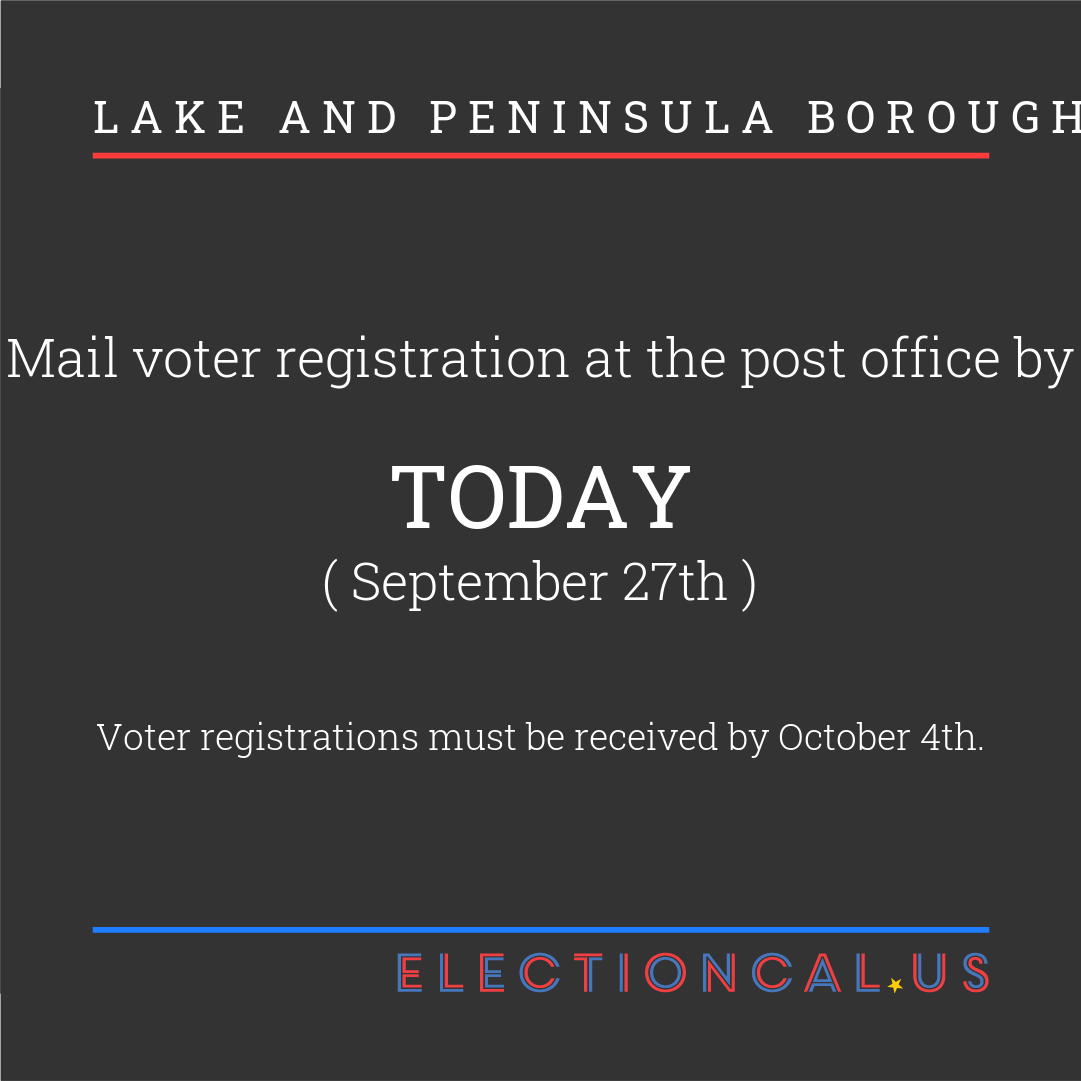 LAKE AND PENINSULA BOROUGH
Mail voter registration at the post office by
TODAY
( September 27th )
Voter registrations must be received by October 4th.
ELECTIONCAL.US